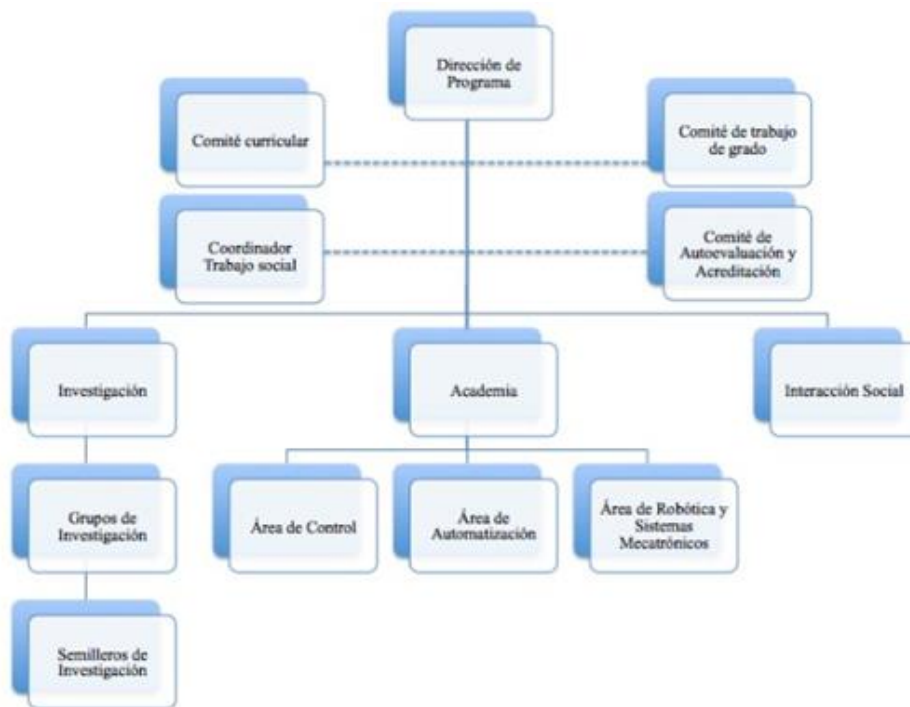 Dirección de
Programa
Comité curricular
Comité de trabajo
de grado
Coordinador
Trabajo social
Comité de
Autoevaluación y
Acreditación
Investigación
Academia
Interacción Social
Grupos de
Investigación
Área de Control
Área de
Automatización
Área de Robótica y
Sistemas
Mecatrónicos
Semilleros de
Investigación